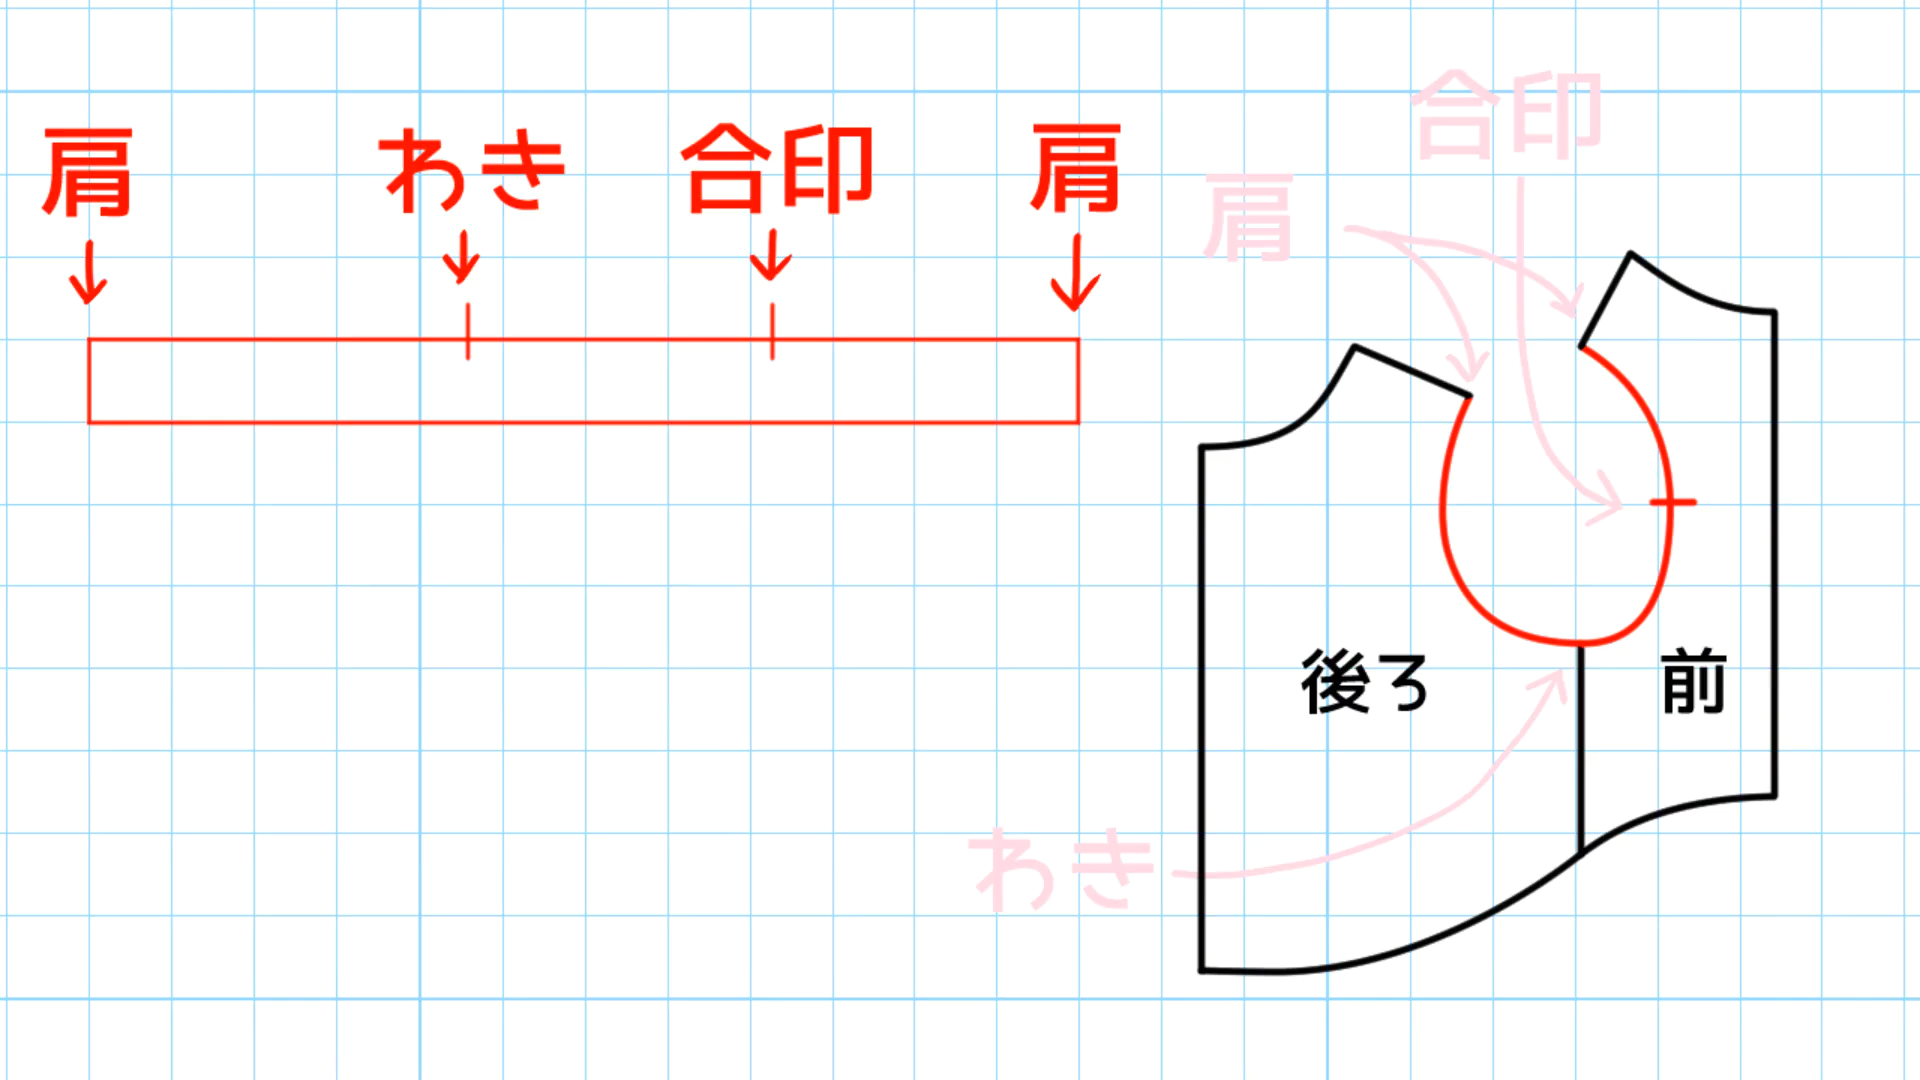 肩 わき 合印 肩
合印
肩
後ろ 前
わき